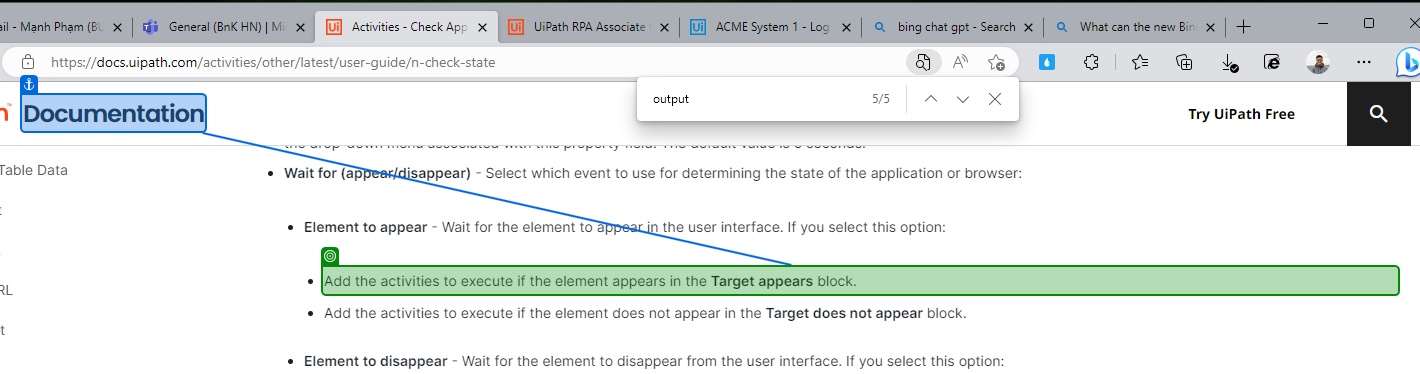 ail - Mạnh Phạm (BU
General (BnK HN) | Mi
Activities - Check App
UiPath RPA Associate
ACME System 1 - Log
bing chat gpt - Search
What can the new Bin
https://docs.uipath.com/activities/other/latest/user-guide/n-check-state
output 5/5
Documentation
Try UiPath Free
the drop-down menu associated with this property field. The default value is 5 seconds.
Table Data
• Wait for (appear/disappear) - Select which event to use for determining the state of the application or browser:
• Element to appear - Wait for the element to appear in the user interface. If you select this option:
• Add the activities to execute if the element appears in the Target appears block.
RL
• Add the activities to execute if the element does not appear in the Target does not appear block.
• Element to disappear - Wait for the element to disappear from the user interface. If you select this option: